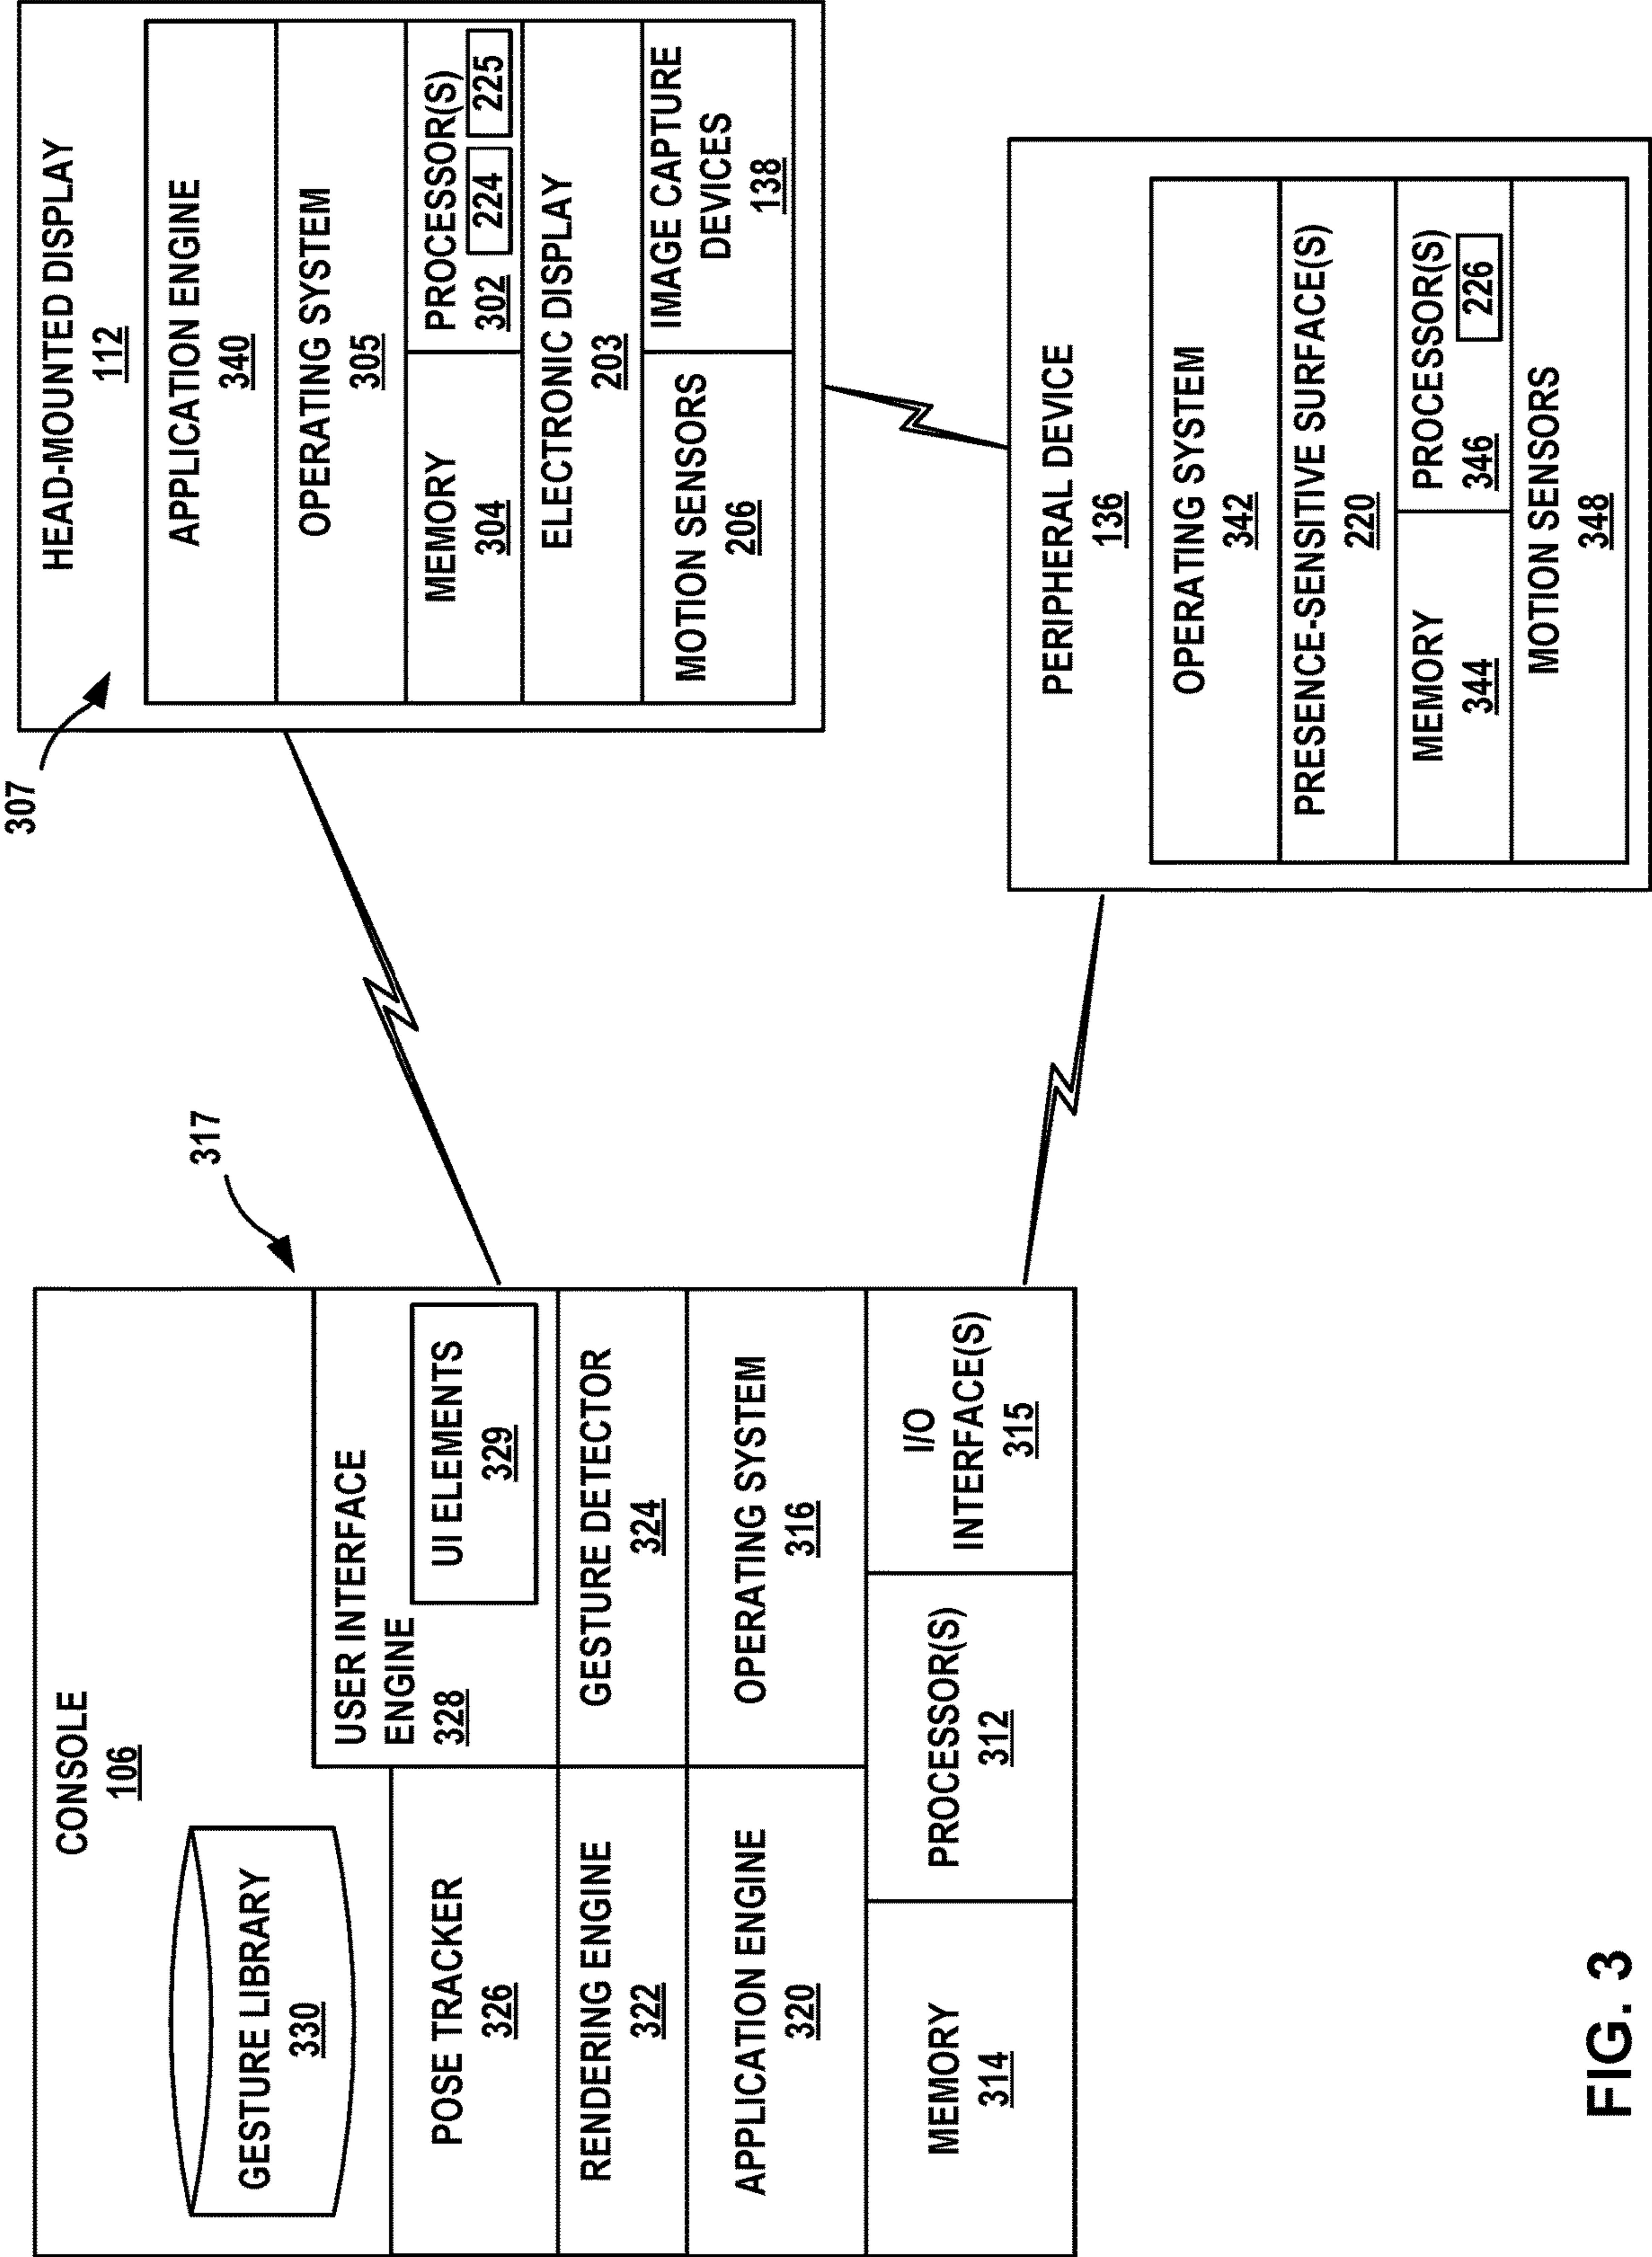 CONSOLE
106
GESTURE LIBRARY
330
USER INTERFACE
ENGINE
328
UI ELEMENTS
329
POSE TRACKER
326
RENDERING ENGINE
322
GESTURE DETECTOR
324
APPLICATION ENGINE
320
OPERATING SYSTEM
316
MEMORY
314
PROCESSOR(S)
312
I/O
INTERFACE(S)
315
317
307
HEAD-MOUNTED DISPLAY
112
APPLICATION ENGINE
340
OPERATING SYSTEM
305
MEMORY
304
PROCESSOR(S)
302 224 225
ELECTRONIC DISPLAY
203
MOTION SENSORS
206
IMAGE CAPTURE
DEVICES
138
PERIPHERAL DEVICE
136
OPERATING SYSTEM
342
PRESENCE-SENSITIVE SURFACE(S)
220
MEMORY
344
PROCESSOR(S)
346 226
MOTION SENSORS
348
FIG. 3